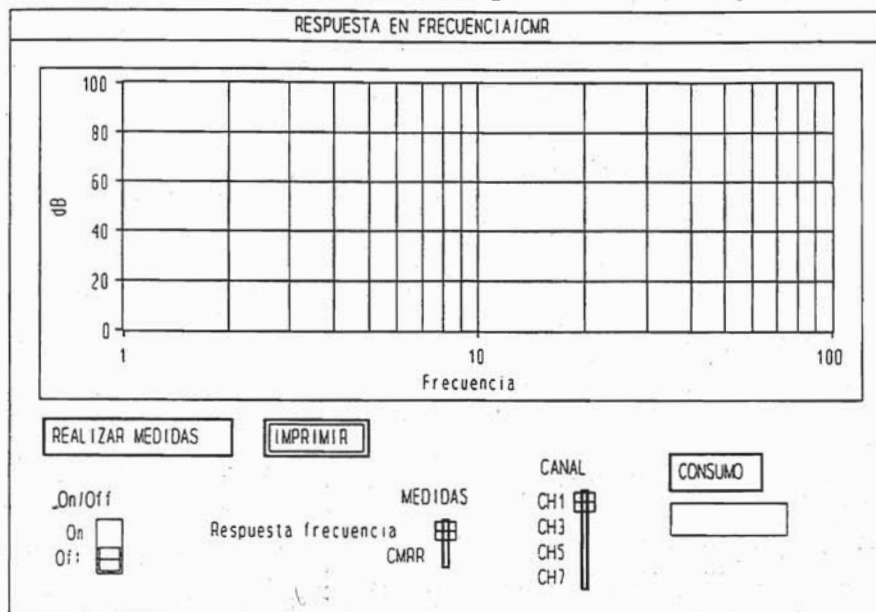 RESPUESTA EN FRECUENCIA/CMR
100
80
60
dB
40
20
0
1
10
100
Frecuencia
REALIZAR MEDIDAS
IMPRIMIR
CONSUMO
CANAL
_On/Off
MEDIDAS
CH1
On
Respuesta frecuencia
CH3
Off
CMRR
CH5
CH7